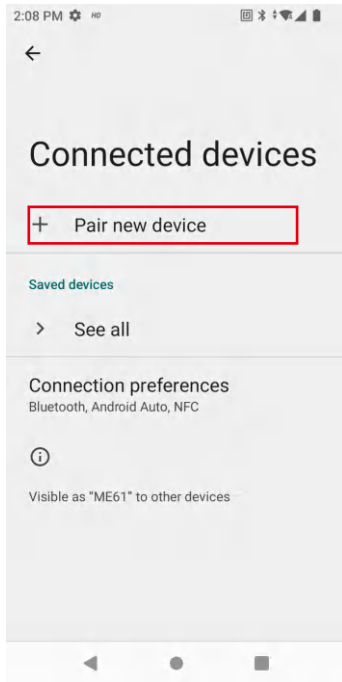 2:08 PM HD
Connected devices
Pair new device
Saved devices
See all
Connection preferences
Bluetooth, Android Auto, NFC
Visible as "ME61" to other devices